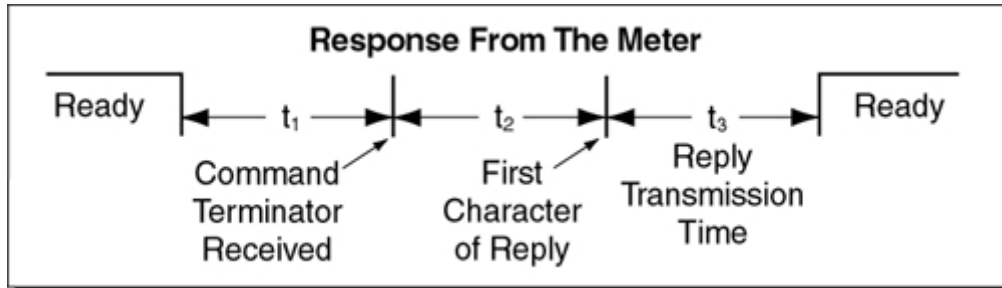 Response From The Meter
Ready
t₁
t₂
t₃
Ready
Command
Terminator
Received
First
Character
of Reply
Reply
Transmission
Time